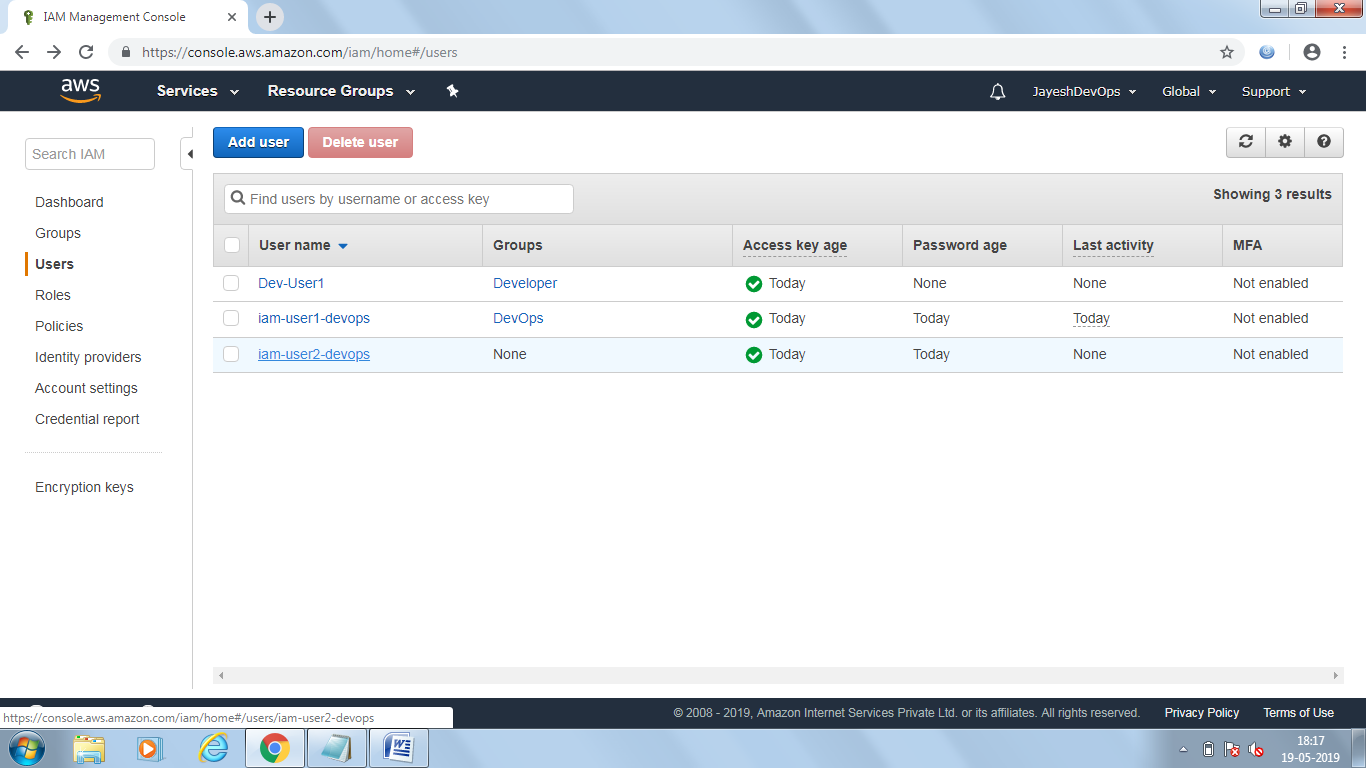 IAM Management Console
https://console.aws.amazon.com/iam/home#/users
aws Services Resource Groups JayeshDevOps Global Support
Search IAM
Dashboard
Groups
Users
Roles
Policies
Identity providers
Account settings
Credential report
Encryption keys
Add user Delete user
Find users by username or access key Showing 3 results
User name Groups Access key age Password age Last activity MFA
Dev-User1 Developer Today None None Not enabled
iam-user1-devops DevOps Today Today Today Not enabled
iam-user2-devops None Today Today None Not enabled
© 2008 - 2019, Amazon Internet Services Private Ltd. or its affiliates. All rights reserved. Privacy Policy Terms of Use
https://console.aws.amazon.com/iam/home#/users/iam-user2-devops
18:17
19-05-2019